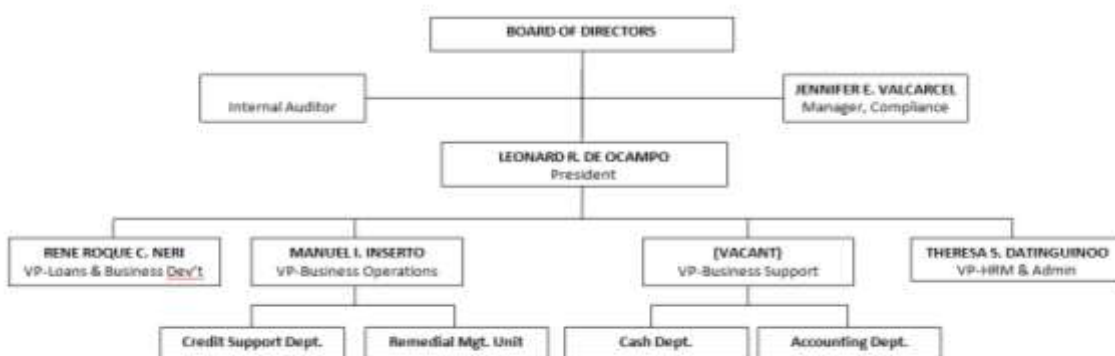 BOARD OF DIRECTORS
Internal Auditor
JENNIFER E. VALCARCEL
Manager, Compliance
LEONARD R. DE OCAMPO
President
RENE ROQUE C. NERI
VP-Loans & Business Dev't
MANUEL I. INSERTO
VP-Business Operations
(VACANT)
VP-Business Support
THERESA S. DATINGUINOO
VP-HRM & Admin
Credit Support Dept.
Remedial Mgt. Unit
Cash Dept.
Accounting Dept.